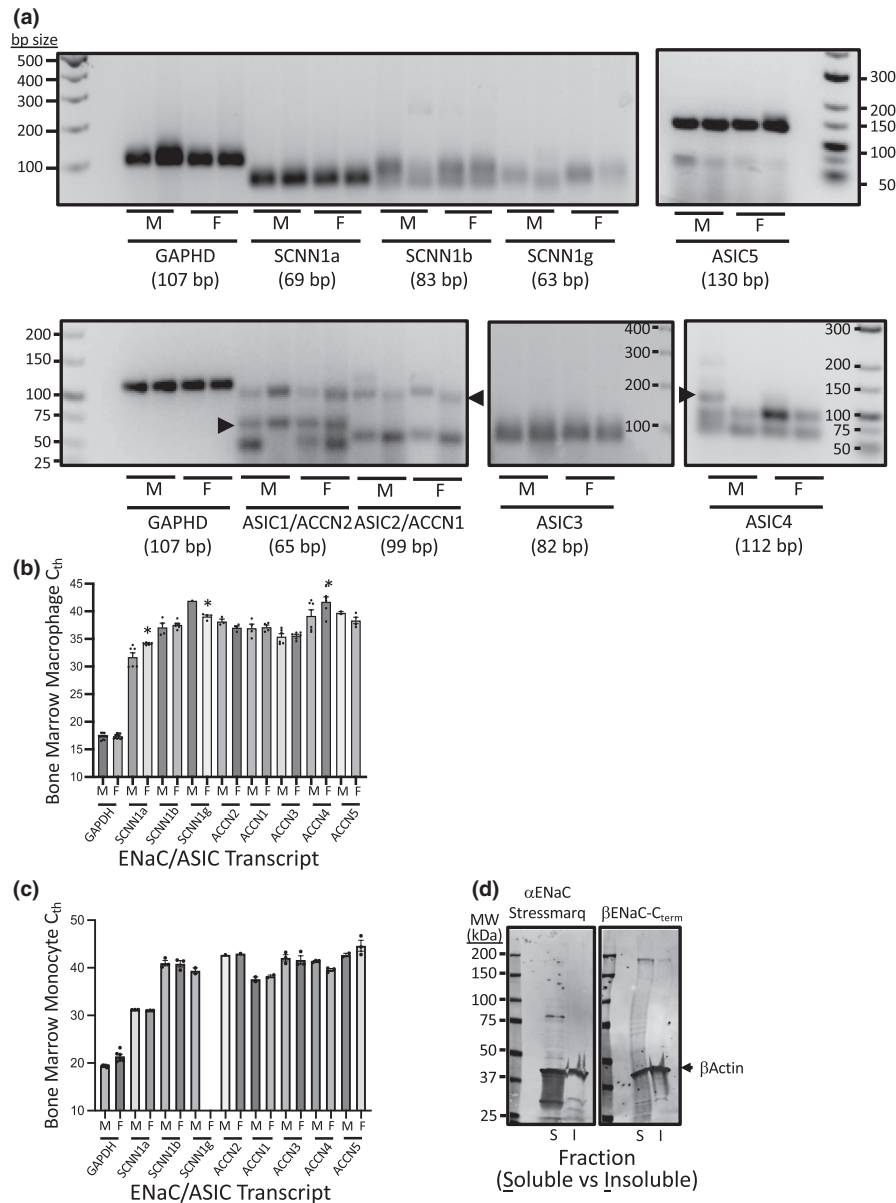 (a)
bp size
500
400
300
200
100
300
200
150
100
50
M F M F M F M F M F
GAPHD SCNN1a SCNN1b SCNN1g ASIC5
(107 bp) (69 bp) (83 bp) (63 bp) (130 bp)
200
150
100
75
50
25
400
300
200
100
300
200
150
100
75
50
M F M F M F M F M F
GAPHD ASIC1/ACCN2 ASIC2/ACCN1 ASIC3 ASIC4
(107 bp) (65 bp) (99 bp) (82 bp) (112 bp)
(b)
Bone Marrow Macrophage Cth
45
40
35
30
25
20
15
10
* * *
M F M F M F M F M F M F M F M F M F
GAPDH SCNN1a SCNN1b SCNN1g ACCN2 ACCN1 ACCN3 ACCN4 ACCN5
ENaC/ASIC Transcript
(c)
Bone Marrow Monocyte Cth
50
40
30
20
10
M F M F M F M F M F M F M F M F M F
GAPDH SCNN1a SCNN1b SCNN1g ACCN2 ACCN1 ACCN3 ACCN4 ACCN5
ENaC/ASIC Transcript
(d)
αENaC
Stressmarq βENaC-Cterm
MW
(kDa)
200
150
100
75
50
37
25
βActin
S I S I
Fraction
(Soluble vs Insoluble)